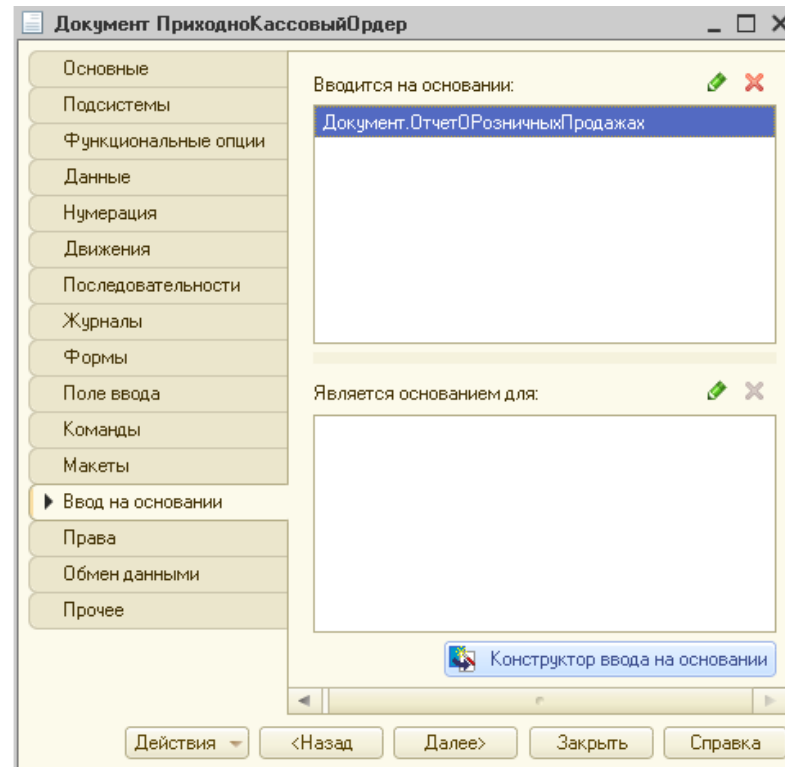 Документ ПриходноКассовыйОрдер
Основные
Подсистемы
Функциональные опции
Данные
Нумерация
Движения
Последовательности
Журналы
Формы
Поле ввода
Команды
Макеты
Ввод на основании
Права
Обмен данными
Прочее
Вводится на основании:
Документ.ОтчетОРозничныхПродажах
Является основанием для:
Конструктор ввода на основании
Действия
<Назад
Далее>
Закрыть
Справка